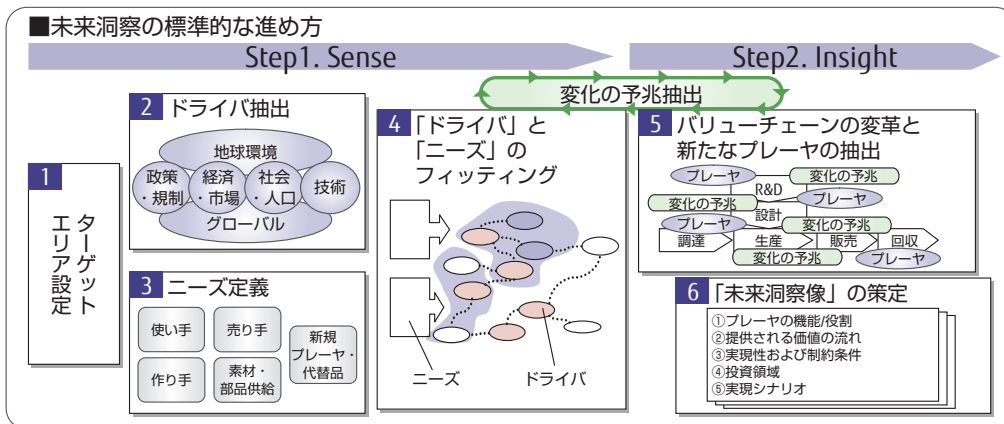 ■未来洞察の標準的な進め方
Step1. Sense
Step2. Insight
変化の予兆抽出
1
ターゲット
エリア設定
2 ドライバ抽出
地球環境
政策
・規制
経済
・市場
社会
・人口
技術
グローバル
3 ニーズ定義
使い手
売り手
新規
プレーヤ・
代替品
作り手
素材・
部品供給
4 「ドライバ」と
「ニーズ」の
フィッティング
ニーズ
ドライバ
5 バリューチェーンの変革と
新たなプレーヤの抽出
プレーヤ
変化の予兆
R&D
変化の予兆
プレーヤ
プレーヤ
設計
変化の予兆
調達
生産
販売
回収
変化の予兆
プレーヤ
6 「未来洞察像」の策定
①プレーヤの機能/役割
②提供される価値の流れ
③実現性および制約条件
④投資領域
⑤実現シナリオ